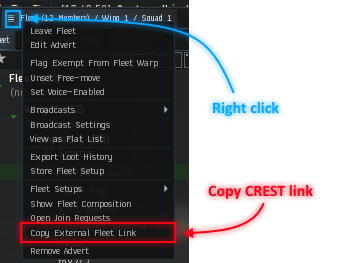 Fleet (12 Members) / Wing 1 / Squad 1
Leave Fleet
Edit Advert
Fle
Flag Exempt From Fleet Warp
(no
Unset Free-move
Set Voice-Enabled
Broadcasts
Right click
Broadcast Settings
View as Flat List
Export Loot History
Store Fleet Setup
Fleet Setups
Copy CREST link
Show Fleet Composition
Open Join Requests
Copy External Fleet Link
Remove Advert